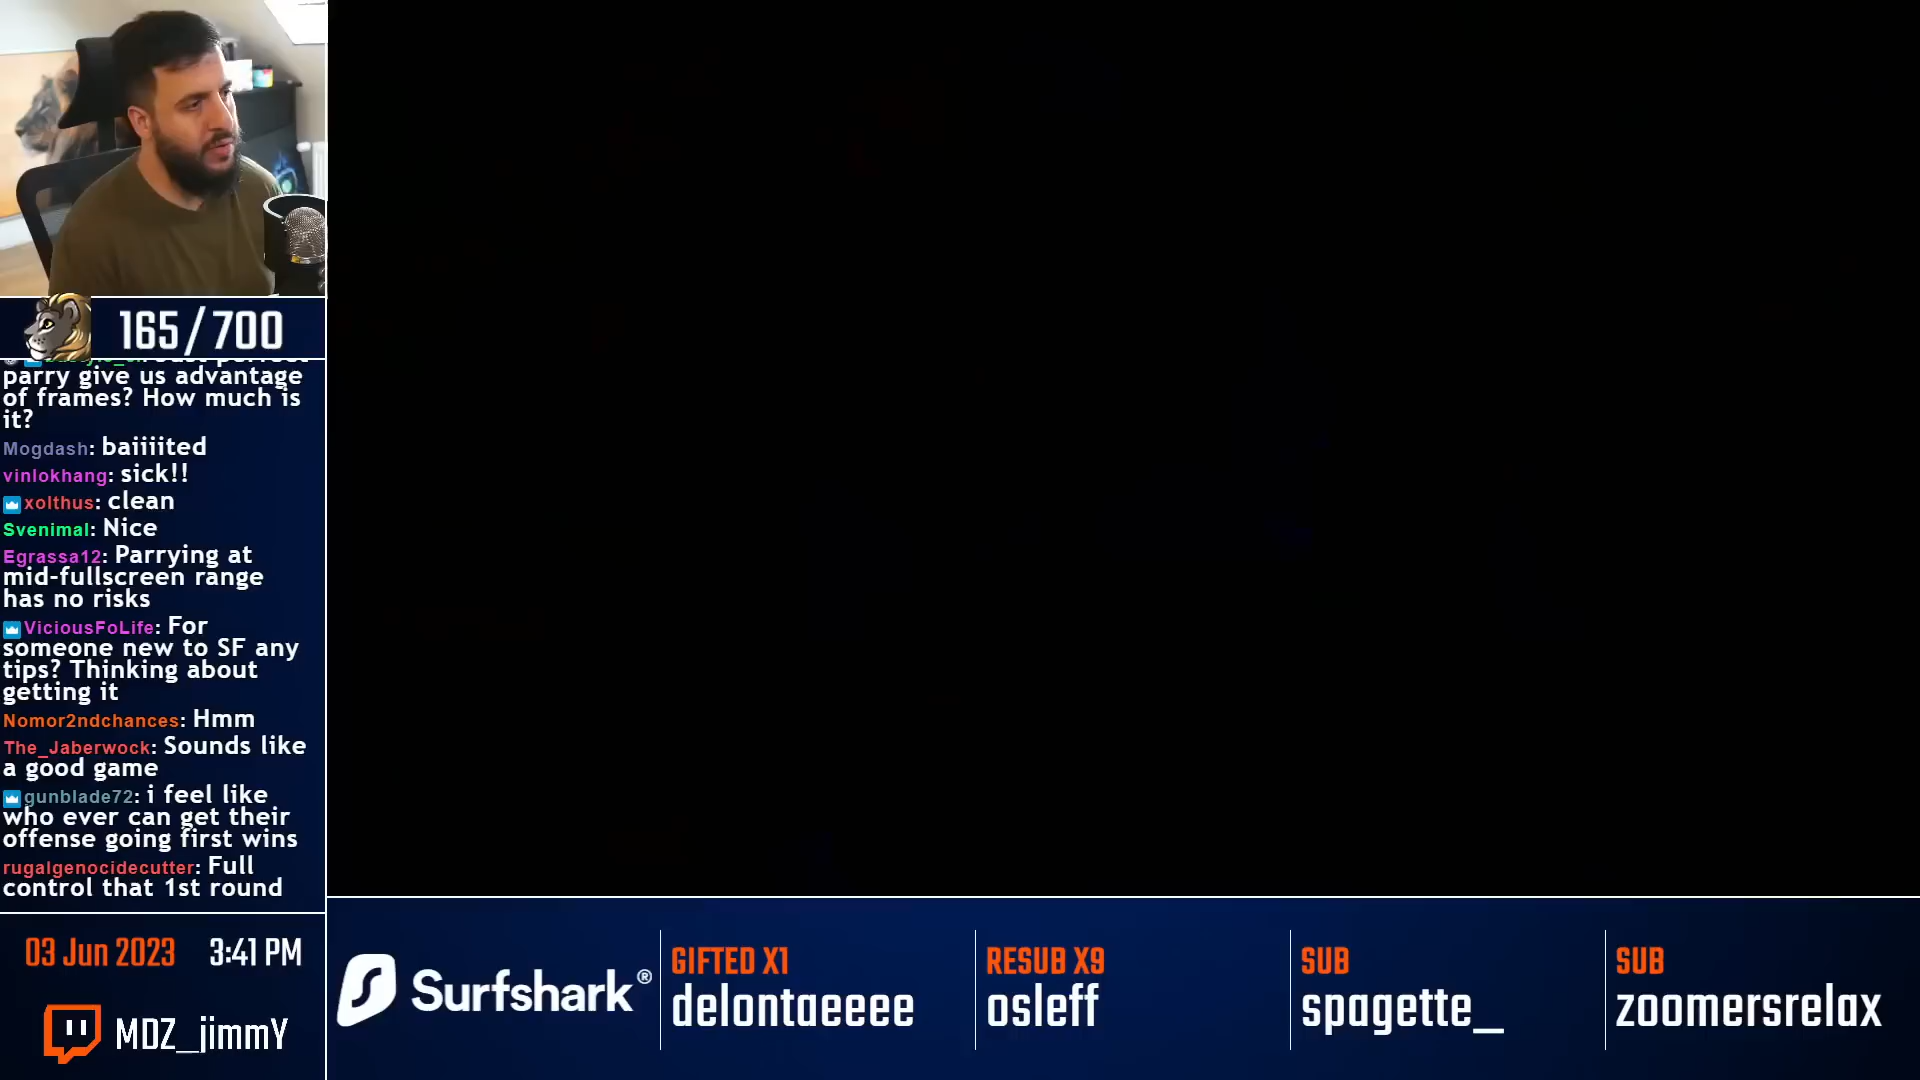 165/700
parry give us advantage
of frames? How much is
it?
Mogdash: baiiiited
vinlokhang: sick!!
xolthus: clean
Svenimal: Nice
Egrassa12: Parrying at
mid-fullscreen range
has no risks
ViciousFoLife: For
someone new to SF any
tips? Thinking about
getting it
Nomor2ndchances: Hmm
The_Jaberwock: Sounds like
a good game
gunblade72: i feel like
who ever can get their
offense going first wins
rugalgenocidecutter: Full
control that 1st round
03 Jun 2023 3:41 PM
MDZ_jimmY
Surfshark®
GIFTED X1
delontaeeee
RESUB X9
osleff
SUB
spagette_
SUB
zoomersrelax